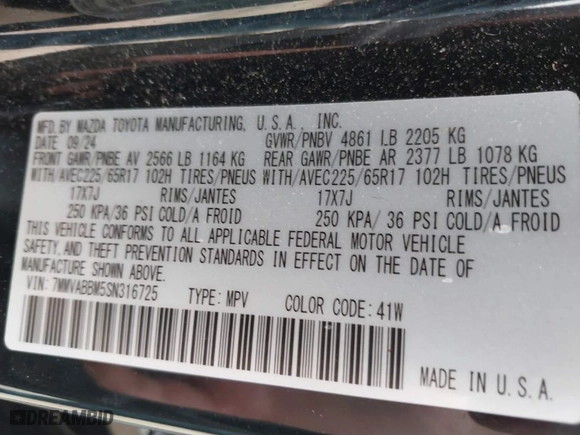 MFD.BY MAZDA TOYOTA MANUFACTURING, U.S.A., INC.
DATE 09/24 GVWR/PNBV 4861 LB 2205 KG
FRONT GAWR/PNBE AV 2566 LB 1164 KG REAR GAWR/PNBE AR 2377 LB 1078 KG
WITH/AVEC225/65R17 102H TIRES/PNEUS WITH/AVEC225/65R17 102H TIRES/PNEUS
17X7J RIMS/JANTES 17X7J RIMS/JANTES
250 KPA/36 PSI COLD/A FROID 250 KPA/36 PSI COLD/A FROID
THIS VEHICLE CONFORMS TO ALL APPLICABLE FEDERAL MOTOR VEHICLE
SAFETY, AND THEFT PREVENTION STANDARDS IN EFFECT ON THE DATE OF
MANUFACTURE SHOWN ABOVE.
VIN: 7MMVABBM5SN316725 TYPE: MPV COLOR CODE: 41W
MADE IN U.S.A.
DREAMBID